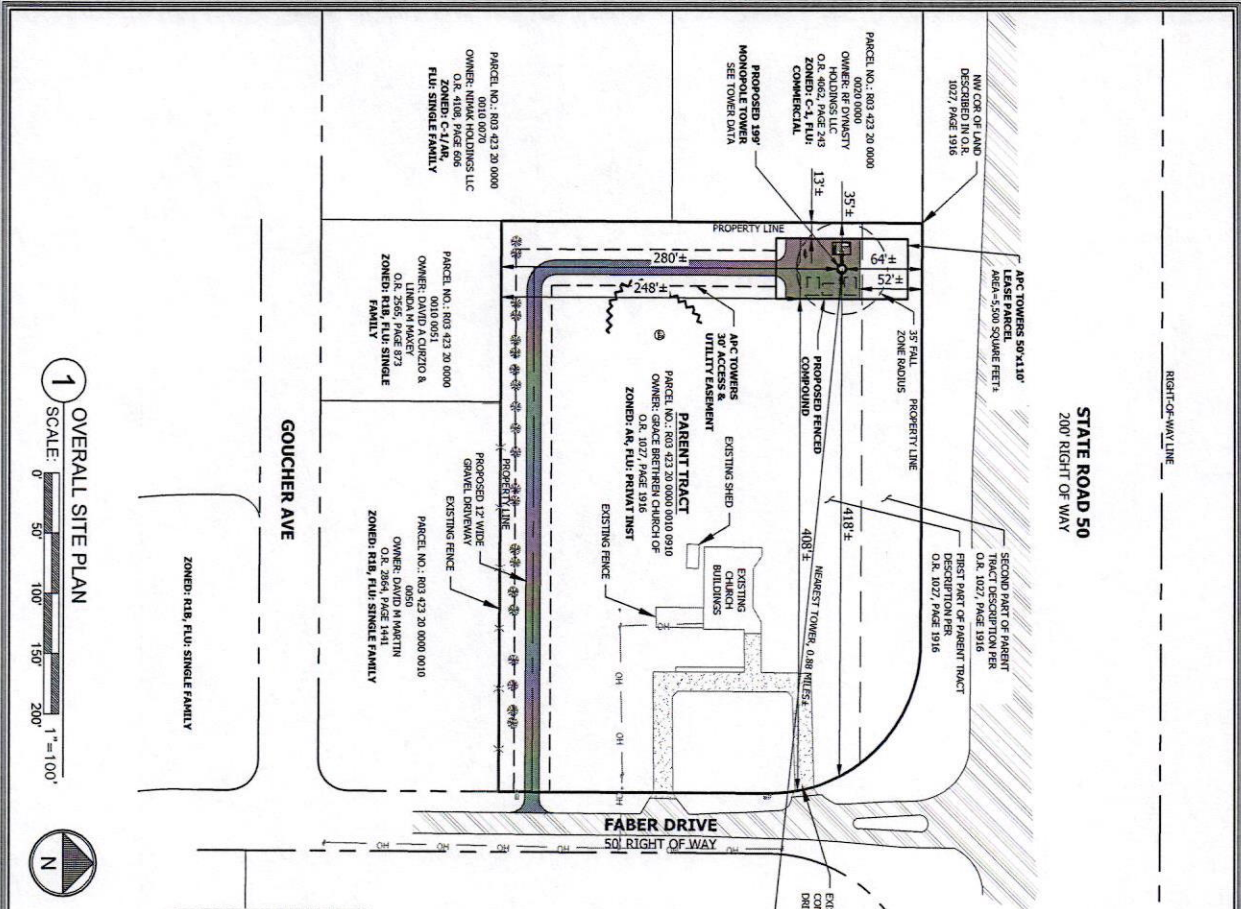 RIGHT-OF-WAY LINE
STATE ROAD 50
200' RIGHT OF WAY
NW COR OF LAND
DESCRIBED IN O.R.
1027, PAGE 1916
PARCEL NO.: R03 423 20 0000
0020 0000
OWNER: RF DYNASTY
HOLDINGS LLC
O.R. 4062, PAGE 243
ZONED: C-1, FLU:
COMMERCIAL
PROPOSED 199'
MONOPOLE TOWER
SEE TOWER DATA
PARCEL NO.: R03 423 20 0000
0010 0070
OWNER: NIMAK HOLDINGS LLC
O.R. 4108, PAGE 606
ZONED: C-1/AR,
FLU: SINGLE FAMILY
APC TOWERS 50'x110'
LEASE PARCEL
AREA=5,500 SQUARE FEET±
35'±
13'±
64'±
52'±
35' FALL
ZONE RADIUS
PROPERTY LINE
PROPERTY LINE
280'±
248'±
418'±
408'±
NEAREST TOWER, 0.88 MILES±
SECOND PART OF PARENT
TRACT DESCRIPTION PER
O.R. 1027, PAGE 1916
FIRST PART OF PARENT TRACT
DESCRIPTION PER
O.R. 1027, PAGE 1916
PROPOSED FENCED
COMPOUND
APC TOWERS
30' ACCESS &
UTILITY EASEMENT
PARENT TRACT
PARCEL NO.: R03 423 20 0000 0010 0910
OWNER: GRACE BRETHREN CHURCH OF
O.R. 1027, PAGE 1916
ZONED: AR, FLU: PRIVAT INST
EXISTING SHED
EXISTING
CHURCH
BUILDINGS
EXISTING FENCE
OH
OH
OH
OH
PARCEL NO.: R03 423 20 0000
0010 0051
OWNER: DAVID A CURZIO &
LINDA M MAXEY
O.R. 2565, PAGE 873
ZONED: R1B, FLU: SINGLE
FAMILY
PROPERTY LINE
PROPOSED 12' WIDE
GRAVEL DRIVEWAY
EXISTING FENCE
PARCEL NO.: R03 423 20 0000 0010
0050
OWNER: DAVID M MARTIN
O.R. 2864, PAGE 1441
ZONED: R1B, FLU: SINGLE FAMILY
FABER DRIVE
50' RIGHT OF WAY
OH
OH
OH
OH
OH
OH
GOUCHER AVE
ZONED: R1B, FLU: SINGLE FAMILY
1
OVERALL SITE PLAN
SCALE:
0'
50'
100'
150'
200'
1"=100'
N